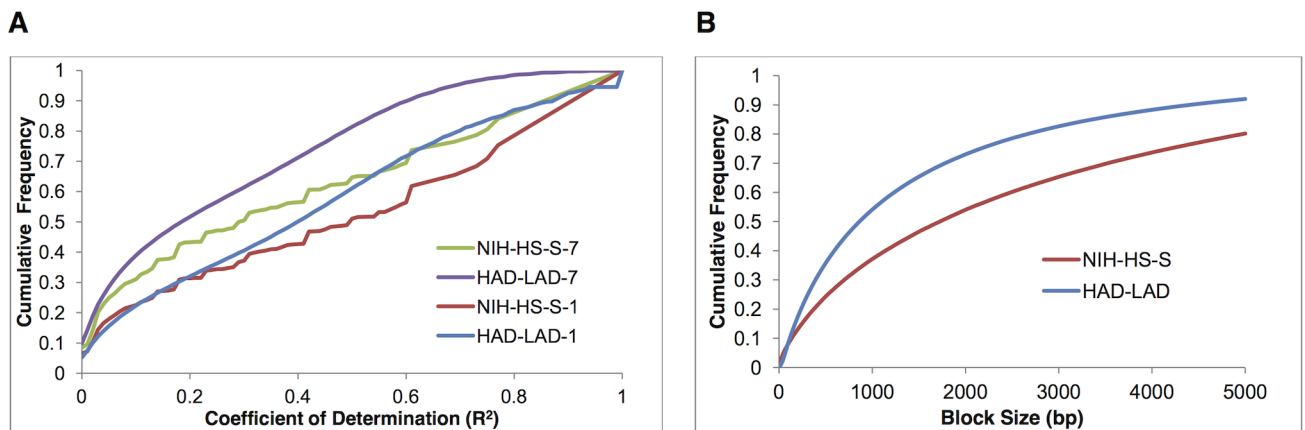 A
Cumulative Frequency
1
0.9
0.8
0.7
0.6
0.5
0.4
0.3
0.2
0.1
0
0 0.2 0.4 0.6 0.8 1
Coefficient of Determination (R²)
NIH-HS-S-7
HAD-LAD-7
NIH-HS-S-1
HAD-LAD-1
B
Cumulative Frequency
1
0.9
0.8
0.7
0.6
0.5
0.4
0.3
0.2
0.1
0
0 1000 2000 3000 4000 5000
Block Size (bp)
NIH-HS-S
HAD-LAD